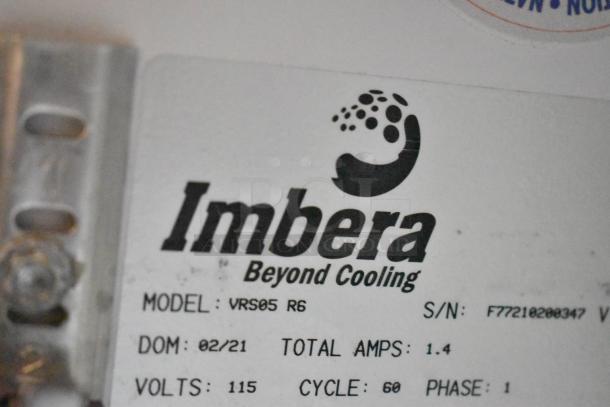 Imbera
Beyond Cooling
MODEL: VRS05 R6 S/N: F77210200347 V
DOM: 02/21 TOTAL AMPS: 1.4
VOLTS: 115 CYCLE: 60 PHASE: 1